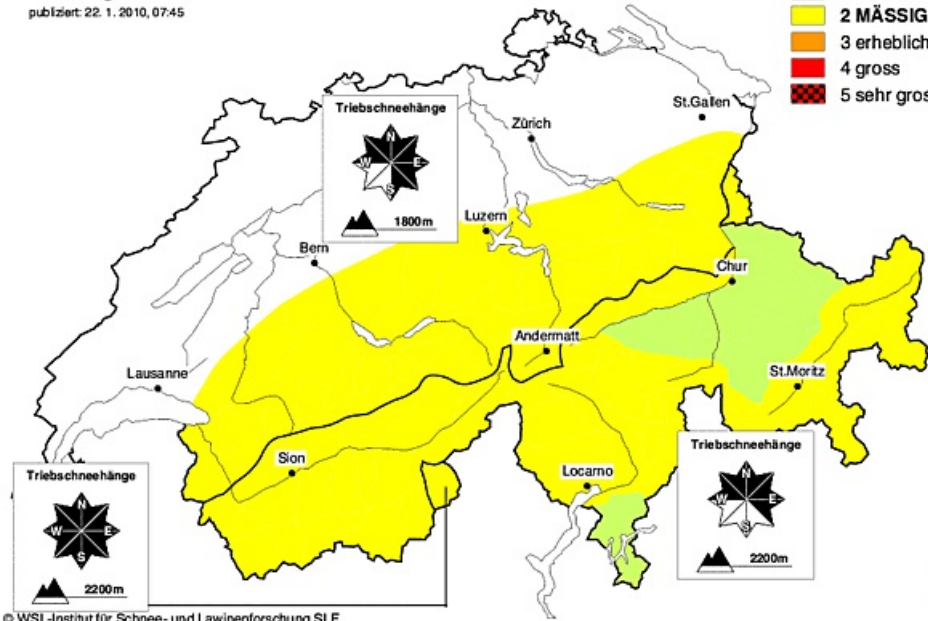 publiziert: 22. 1. 2010, 07:45
2 MÄSSIG
3 erheblich
4 gross
5 sehr gros
Triebschneehänge
N
W E
S
1800m
St.Gallen
Zürich
Luzern
Bern
Chur
Andermatt
St.Moritz
Lausanne
Sion
Locarno
Triebschneehänge
N
W E
S
2200m
Triebschneehänge
N
W E
S
2200m
© WSL-Institut für Schnee- und Lawinenforschung SLF